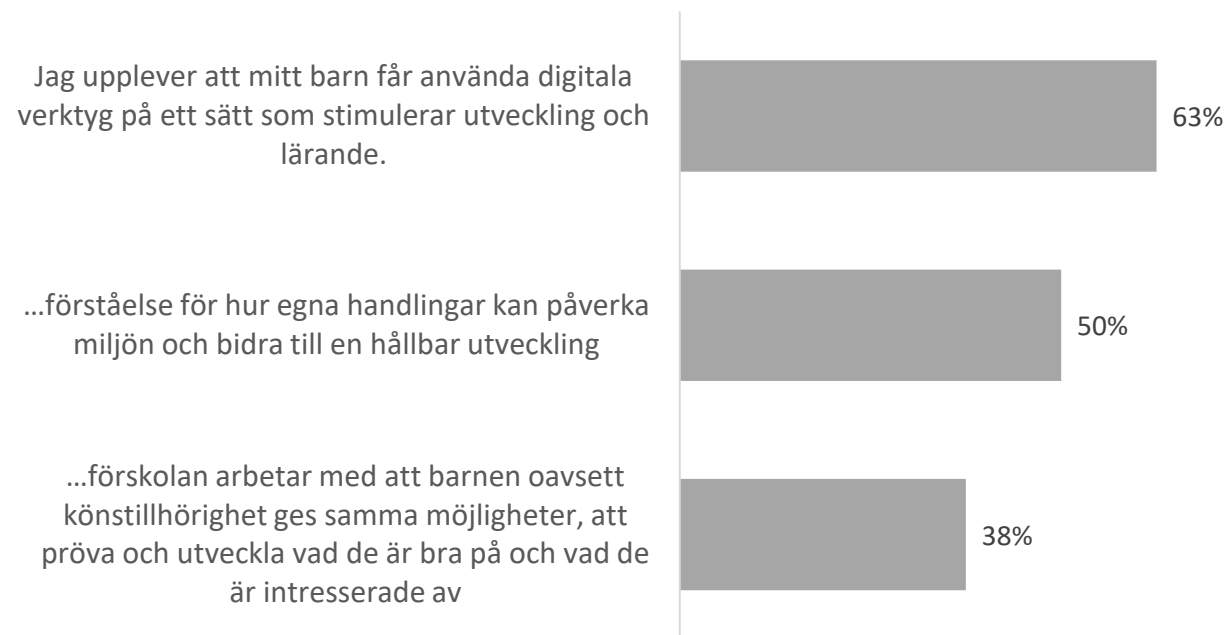 Jag upplever att mitt barn får använda digitala
verktyg på ett sätt som stimulerar utveckling och
lärande.
63%
...förståelse för hur egna handlingar kan påverka
miljön och bidra till en hållbar utveckling
50%
...förskolan arbetar med att barnen oavsett
könstillhörighet ges samma möjligheter, att
pröva och utveckla vad de är bra på och vad de
är intresserade av
38%